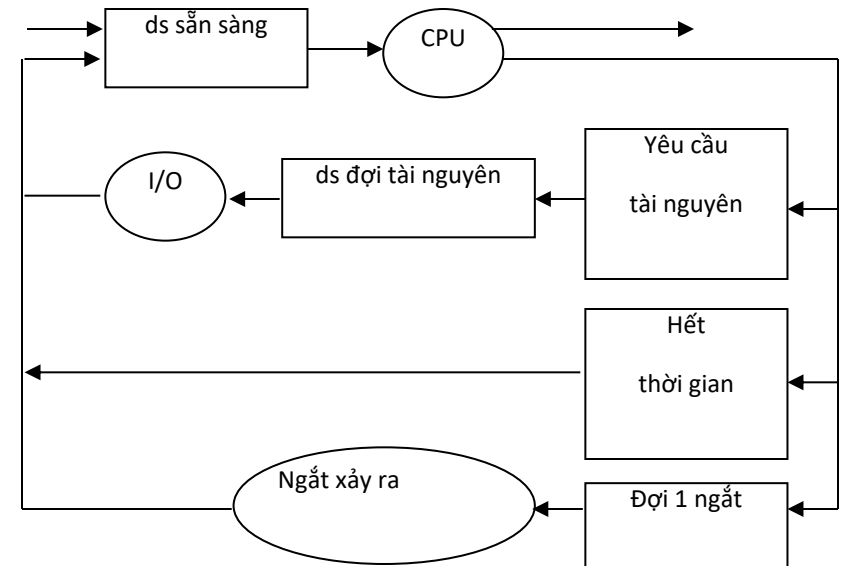 ds sẵn sàng
CPU
Yêu cầu
tài nguyên
ds đợi tài nguyên
I/O
Hết
thời gian
Ngắt xảy ra
Đợi 1 ngắt